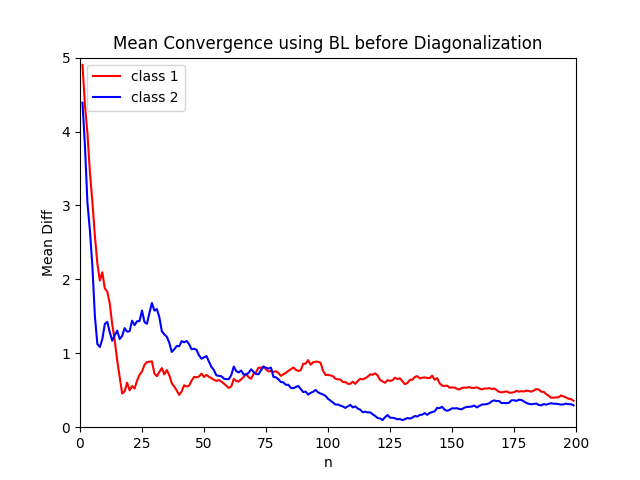 Mean Convergence using BL before Diagonalization
class 1
class 2
Mean Diff
5
4
3
2
1
0
0 25 50 75 100 125 150 175 200
n